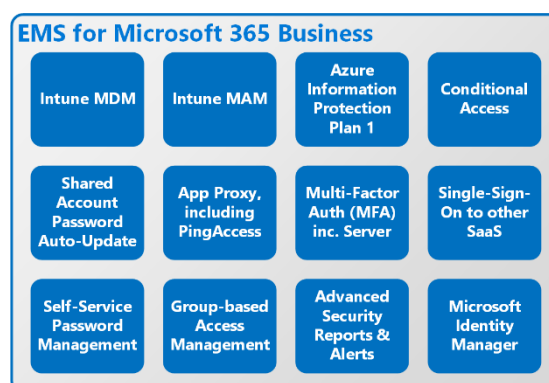 EMS for Microsoft 365 Business
Intune MDM
Intune MAM
Azure
Information
Protection
Plan 1
Conditional
Access
Shared
Account
Password
Auto-Update
App Proxy,
including
PingAccess
Multi-Factor
Auth (MFA)
inc. Server
Single-Sign-
On to other
SaaS
Self-Service
Password
Management
Group-based
Access
Management
Advanced
Security
Reports &
Alerts
Microsoft
Identity
Manager